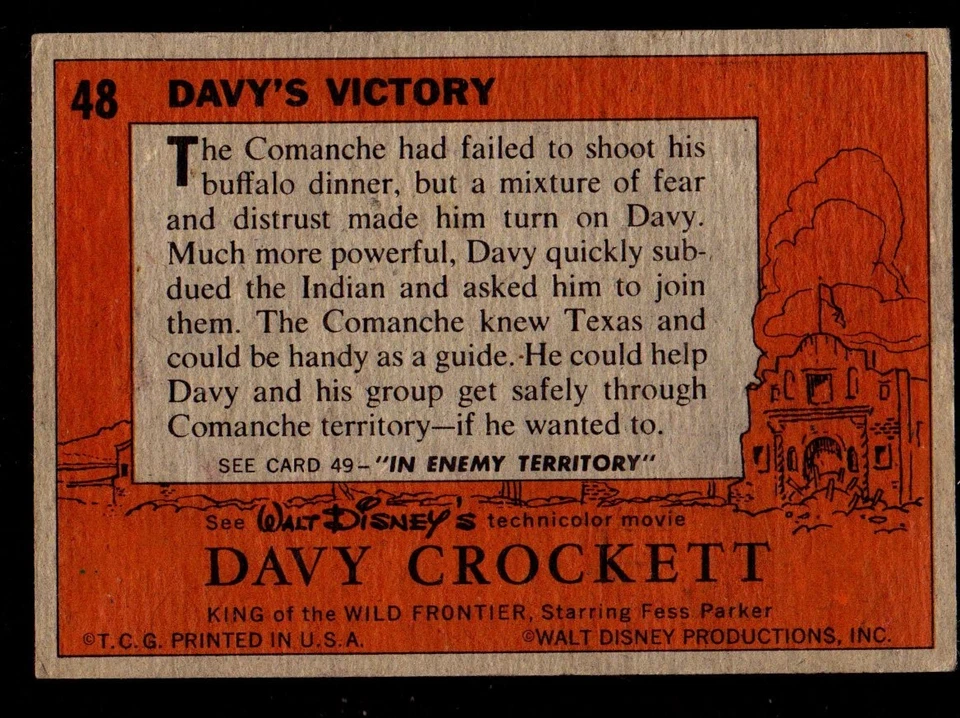 48 DAVY'S VICTORY
The Comanche had failed to shoot his
buffalo dinner, but a mixture of fear
and distrust made him turn on Davy.
Much more powerful, Davy quickly sub-
dued the Indian and asked him to join
them. The Comanche knew Texas and
could be handy as a guide. He could help
Davy and his group get safely through
Comanche territory—if he wanted to.
SEE CARD 49-"IN ENEMY TERRITORY"
See WALT DISNEY'S technicolor movie
DAVY CROCKETT
KING of the WILD FRONTIER, Starring Fess Parker
©T.C.G. PRINTED IN U.S.A. ©WALT DISNEY PRODUCTIONS, INC.